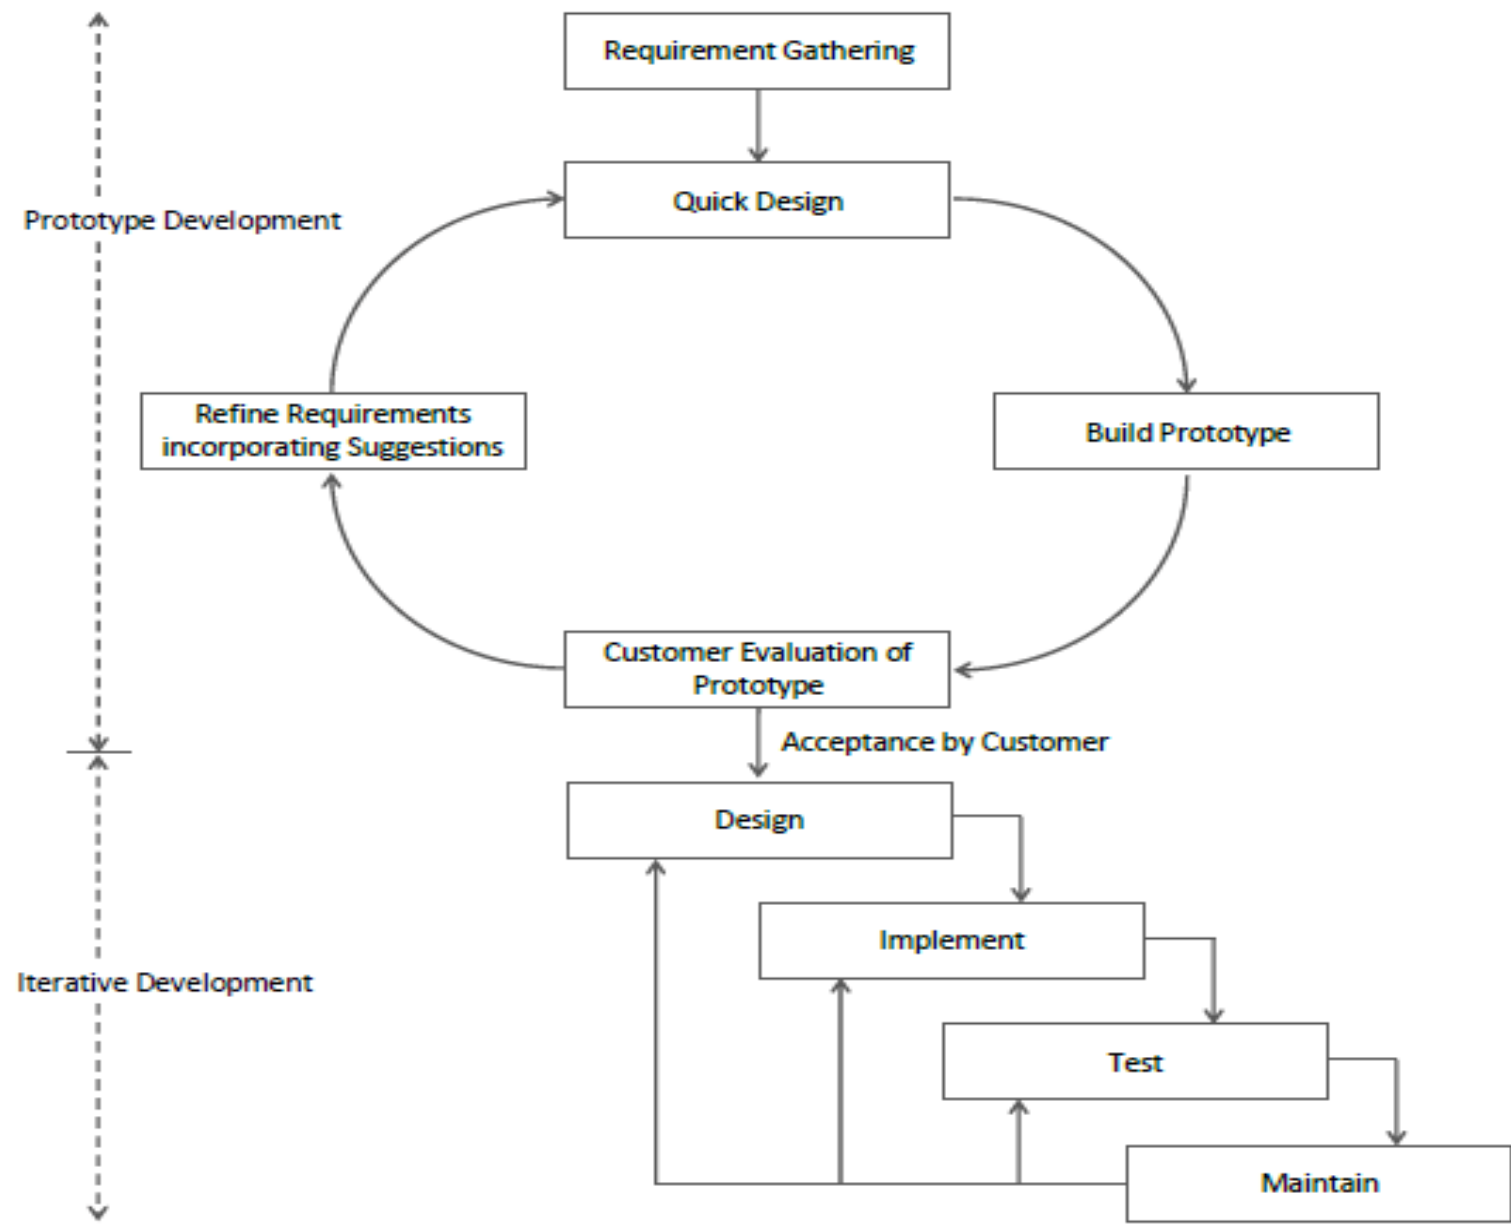 Requirement Gathering
Quick Design
Prototype Development
Refine Requirements
incorporating Suggestions
Build Prototype
Customer Evaluation of
Prototype
Acceptance by Customer
Design
Implement
Iterative Development
Test
Maintain